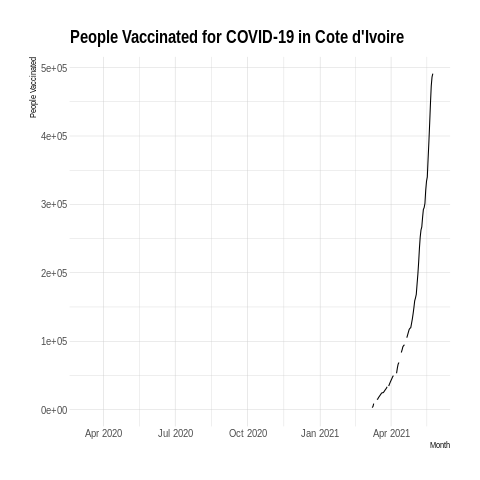 People Vaccinated for COVID-19 in Cote d'Ivoire
People Vaccinated
5e+05
4e+05
3e+05
2e+05
1e+05
0e+00
Apr 2020
Jul 2020
Oct 2020
Jan 2021
Apr 2021
Month